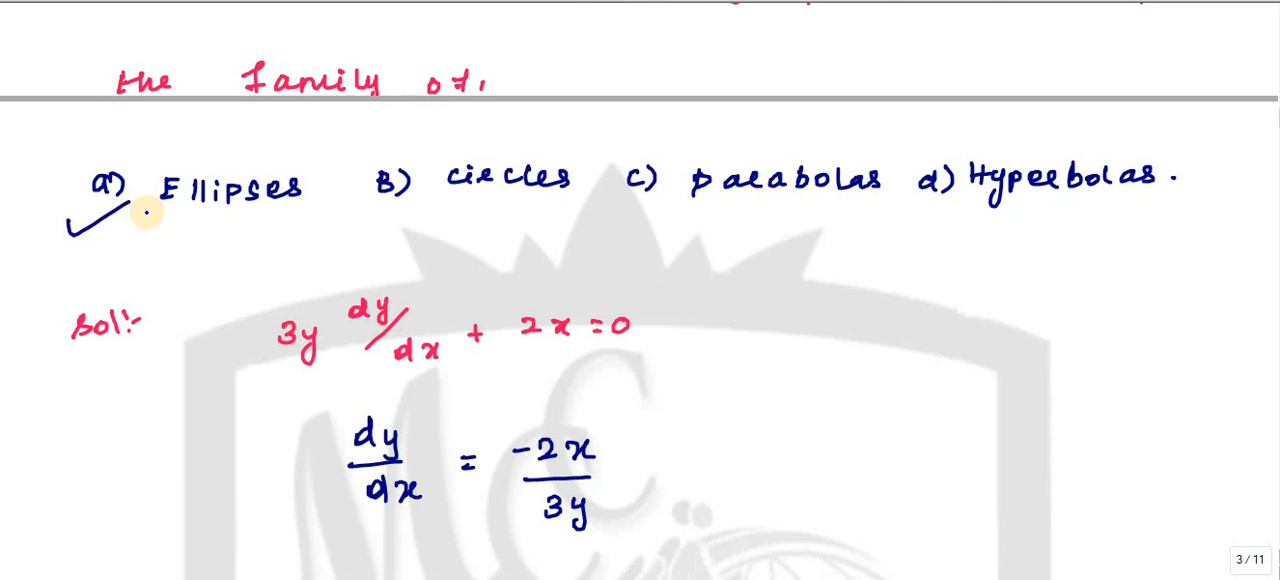 the family of,
a) Ellipses B) circles c) parabolas d) Hyperbolas.
Sol:-
3y dy/dx + 2x = 0
dy/dx = -2x/3y
MCC
3 / 11